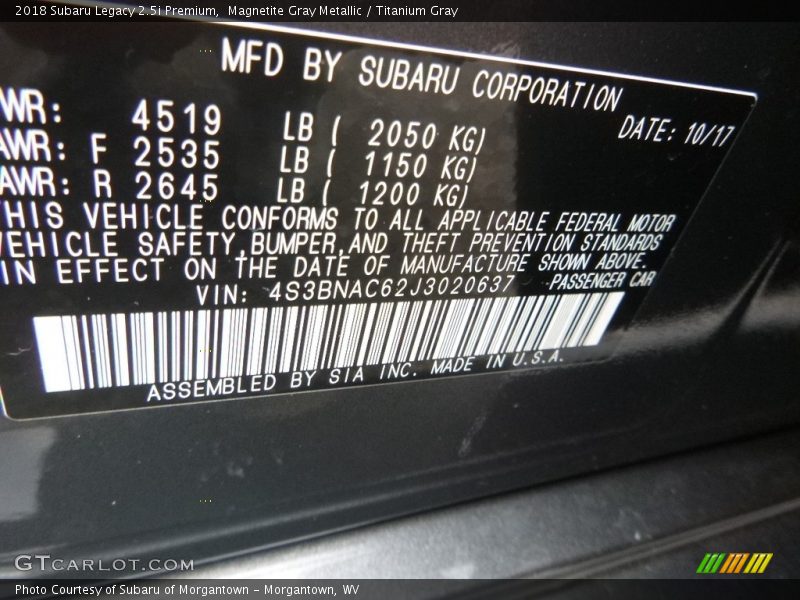 2018 Subaru Legacy 2.5i Premium,  Magnetite Gray Metallic / Titanium Gray
MFD BY SUBARU CORPORATION
WR: 4519 LB ( 2050 KG) DATE: 10/17
AWR: F 2535 LB ( 1150 KG)
AWR: R 2645 LB ( 1200 KG)
THIS VEHICLE CONFORMS TO ALL APPLICABLE FEDERAL MOTOR
VEHICLE SAFETY,BUMPER,AND THEFT PREVENTION STANDARDS
IN EFFECT ON THE DATE OF MANUFACTURE SHOWN ABOVE.
VIN: 4S3BNAC62J3020637 PASSENGER CAR
ASSEMBLED BY SIA INC. MADE IN U.S.A.
GTCARLOT.COM
Photo Courtesy of Subaru of Morgantown - Morgantown, WV